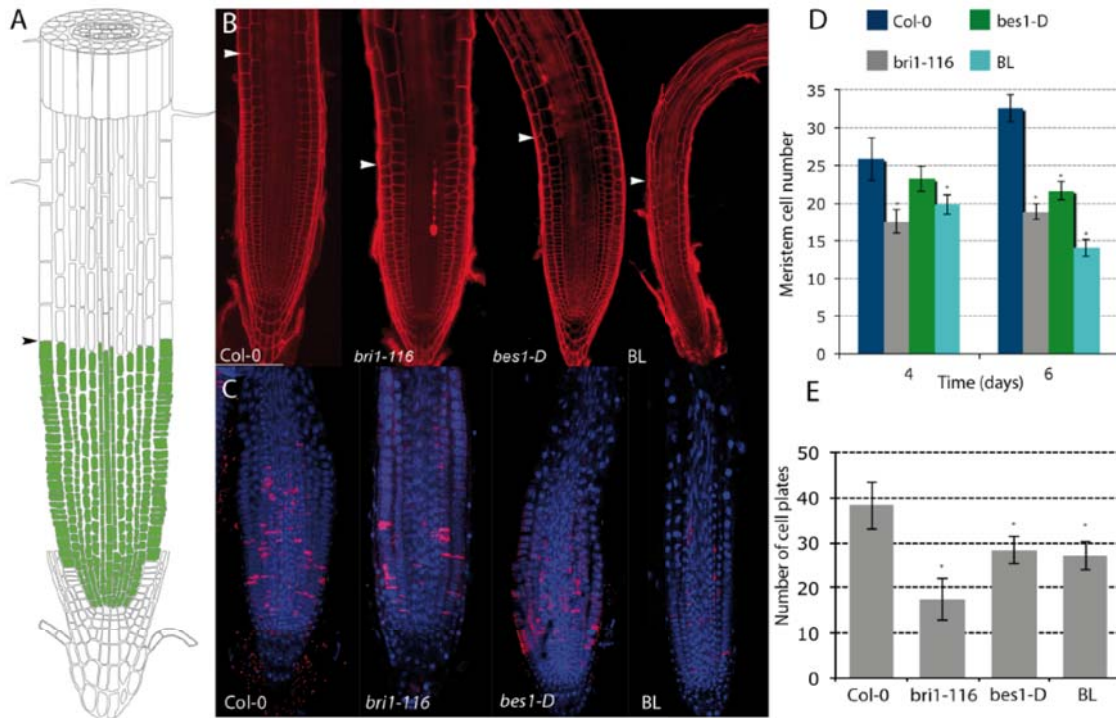 A
B
Col-0
bri1-116
bes1-D
BL
C
Col-0
bri1-116
bes1-D
BL
D
Col-0
bes1-D
bri1-116
BL
Meristem cell number
35
30
25
20
15
10
5
0
4
6
Time (days)
*
*
*
*
*
E
Number of cell plates
50
40
30
20
10
0
*
*
*
Col-0
bri1-116
bes1-D
BL